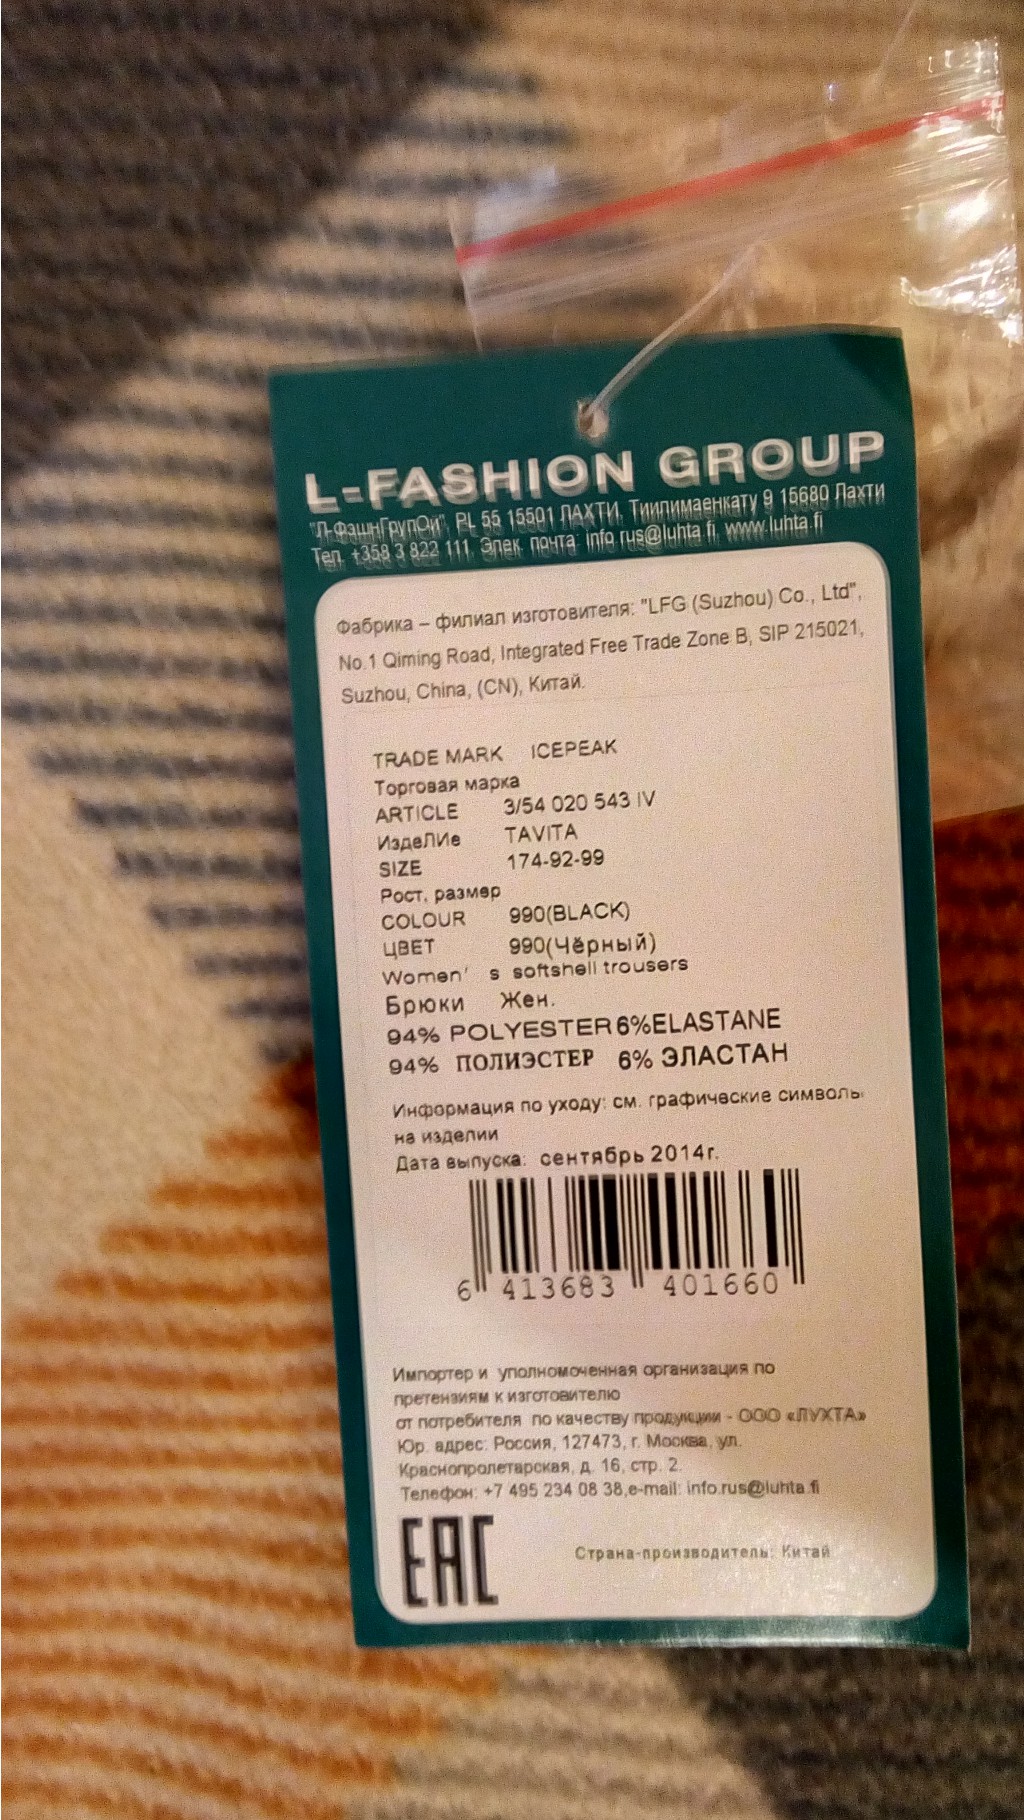 L-FASHION GROUP
"Л-ФэшнГрупОи", PL 55 15501 ЛАХТИ, Тиилимаенкату 9 15680 Лахти
Тел. +358 3 822 111, Элек. почта: info.rus@luhta.fi, www.luhta.fi
Фабрика – филиал изготовителя: "LFG (Suzhou) Co., Ltd",
No.1 Qiming Road, Integrated Free Trade Zone B, SIP 215021,
Suzhou, China, (CN), Китай.
TRADE MARK ICEPEAK
Торговая марка
ARTICLE 3/54 020 543 IV
ИздеЛИе TAVITA
SIZE 174-92-99
Рост, размер
COLOUR 990(BLACK)
ЦВЕТ 990(Чёрный)
Women' s softshell trousers
Брюки Жен.
94% POLYESTER 6%ELASTANE
94% ПОЛИЭСТЕР 6% ЭЛАСТАН
Информация по уходу: см. графические символы
на изделии
Дата выпуска: сентябрь 2014г.
6 413683 401660
Импортер и уполномоченная организация по
претензиям к изготовителю
от потребителя по качеству продукции - ООО «ЛУХТА»
Юр. адрес: Россия, 127473, г. Москва, ул.
Краснопролетарская, д. 16, стр. 2.
Телефон: +7 495 234 08 38,e-mail: info.rus@luhta.fi
EAC
Страна-производитель: Китай